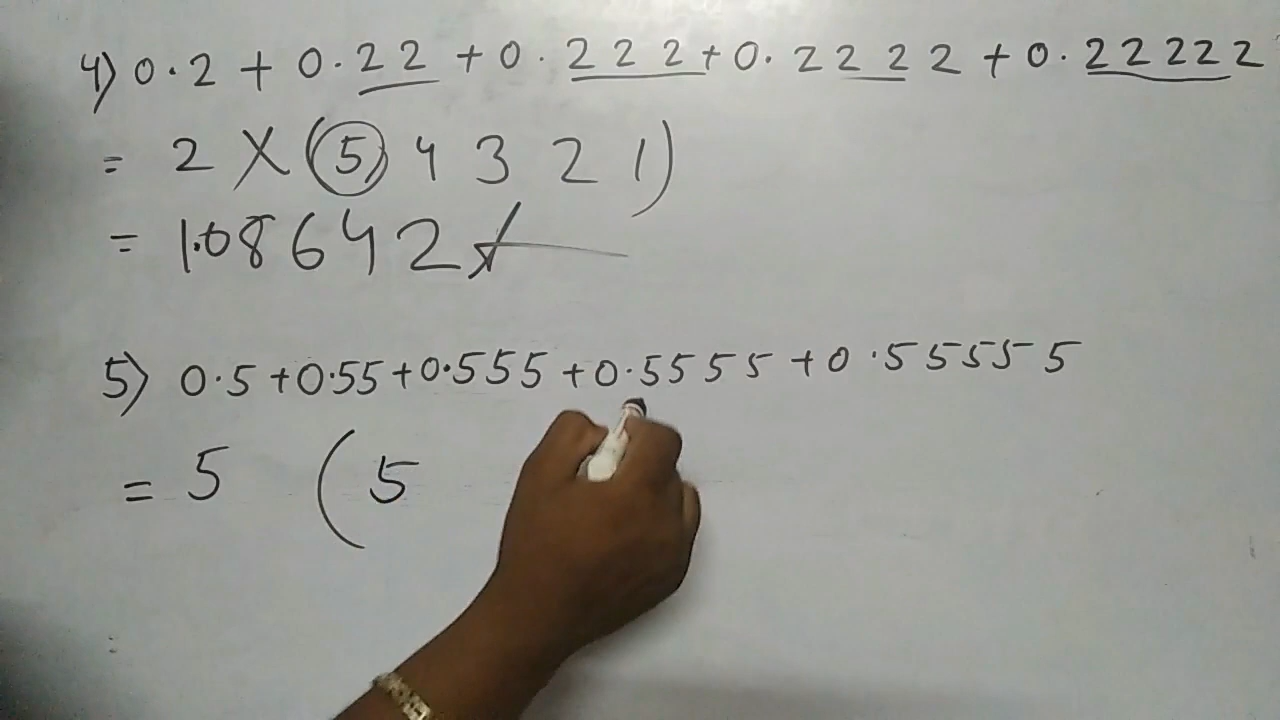 4) 0.2 + 0.22 + 0.222 + 0.2222 + 0.22222
= 2 X (5 4 3 2 1)
= 1.08642
5) 0.5 + 0.55 + 0.555 + 0.5555 + 0.55555
= 5 ( 5